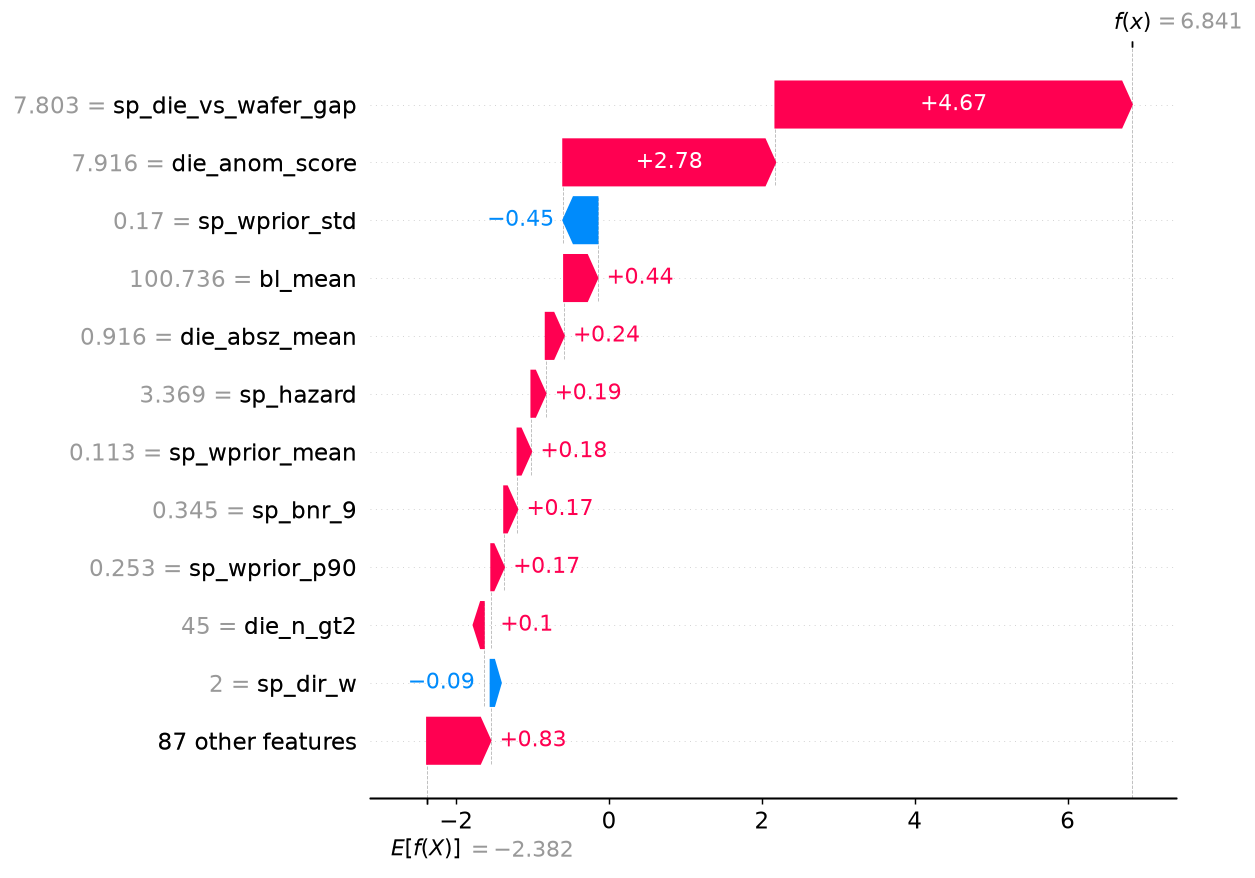 f(x) = 6.841
7.803 = sp_die_vs_wafer_gap +4.67
7.916 = die_anom_score +2.78
0.17 = sp_wprior_std −0.45
100.736 = bl_mean +0.44
0.916 = die_absz_mean +0.24
3.369 = sp_hazard +0.19
0.113 = sp_wprior_mean +0.18
0.345 = sp_bnr_9 +0.17
0.253 = sp_wprior_p90 +0.17
45 = die_n_gt2 +0.1
2 = sp_dir_w −0.09
87 other features +0.83
−2 0 2 4 6
E[f(X)] = −2.382